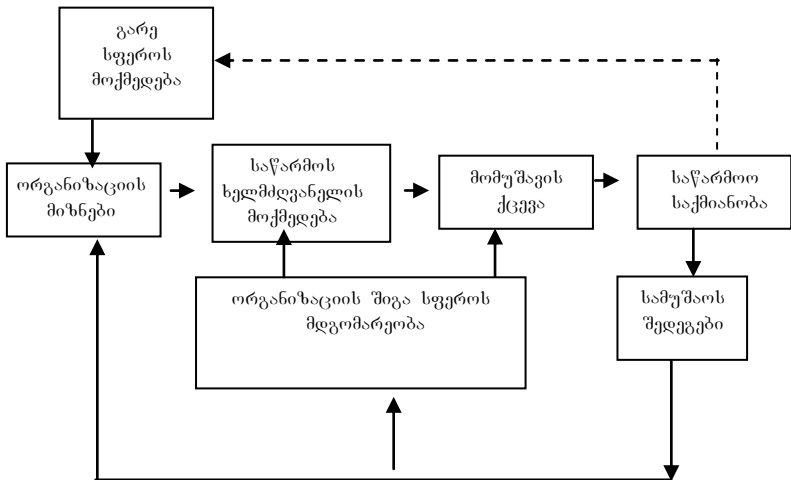 გარე
სფეროს
მოქმედება
ორგანიზაციის
მიზნები
საწარმოს
ხელმძღვანელის
მოქმედება
მომუშავის
ქცევა
საწარმოო
საქმიანობა
ორგანიზაციის შიგა სფეროს
მდგომარეობა
სამუშაოს
შედეგები